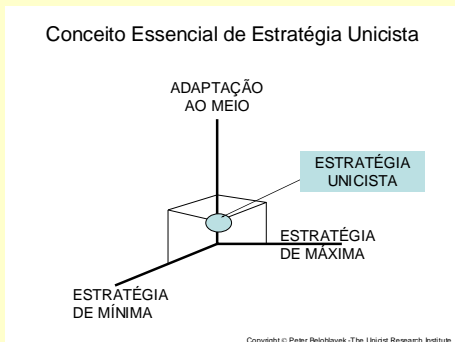 Conceito Essencial de Estratégia Unicista
ADAPTAÇÃO
AO MEIO
ESTRATÉGIA
UNICISTA
ESTRATÉGIA
DE MÁXIMA
ESTRATÉGIA
DE MÍNIMA
Copyright © Peter Belohlavek - The Unicist Research Institute